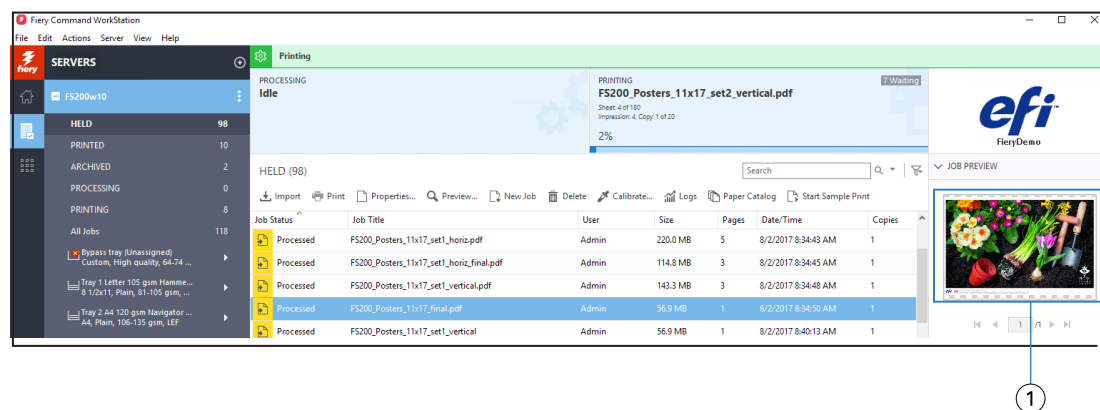 Fiery Command WorkStation
File Edit Actions Server View Help
fiery
SERVERS
Printing
FS200w10
HELD 98
PRINTED 10
ARCHIVED 2
PROCESSING 0
PRINTING 8
All Jobs 118
Bypass tray (Unassigned)
Custom, High quality, 64-74 ...
Tray 1 Letter 105 gsm Hamme...
8 1/2x11, Plain, 81-105 gsm, ...
Tray 2 A4 120 gsm Navigator ...
A4, Plain, 106-135 gsm, LEF
PROCESSING
Idle
PRINTING
7 Waiting
FS200_Posters_11x17_set2_vertical.pdf
Sheet: 4 of 180
Impression: 4, Copy: 1 of 20
2%
efi
FieryDemo
HELD (98)
Search
Import Print Properties... Preview... New Job Delete Calibrate... Logs Paper Catalog Start Sample Print
Job Status Job Title User Size Pages Date/Time Copies
Processed FS200_Posters_11x17_set1_horiz.pdf Admin 220.0 MB 5 8/2/2017 8:34:43 AM 1
Processed FS200_Posters_11x17_set1_horiz_final.pdf Admin 114.8 MB 3 8/2/2017 8:34:45 AM 1
Processed FS200_Posters_11x17_set1_vertical.pdf Admin 143.3 MB 3 8/2/2017 8:34:48 AM 1
Processed FS200_Posters_11x17_final.pdf Admin 56.9 MB 1 8/2/2017 8:34:50 AM 1
Processed FS200_Posters_11x17_set1_vertical Admin 56.9 MB 1 8/2/2017 8:40:13 AM 1
JOB PREVIEW
1 /1
1